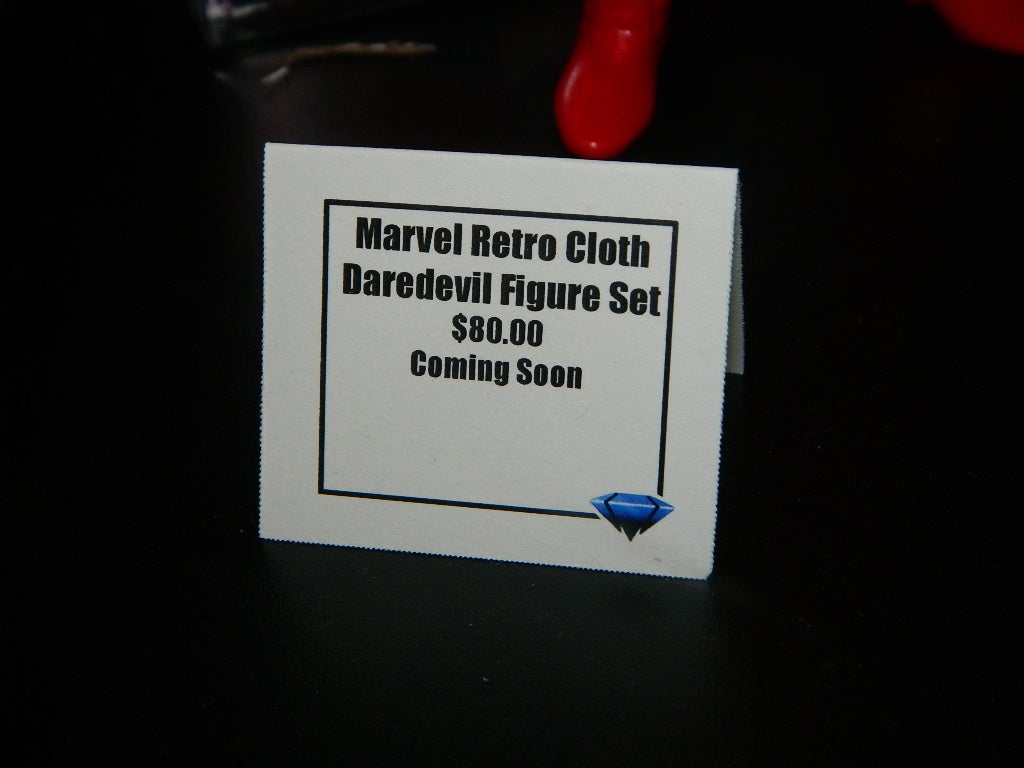 Marvel Retro Cloth
Daredevil Figure Set
$80.00
Coming Soon